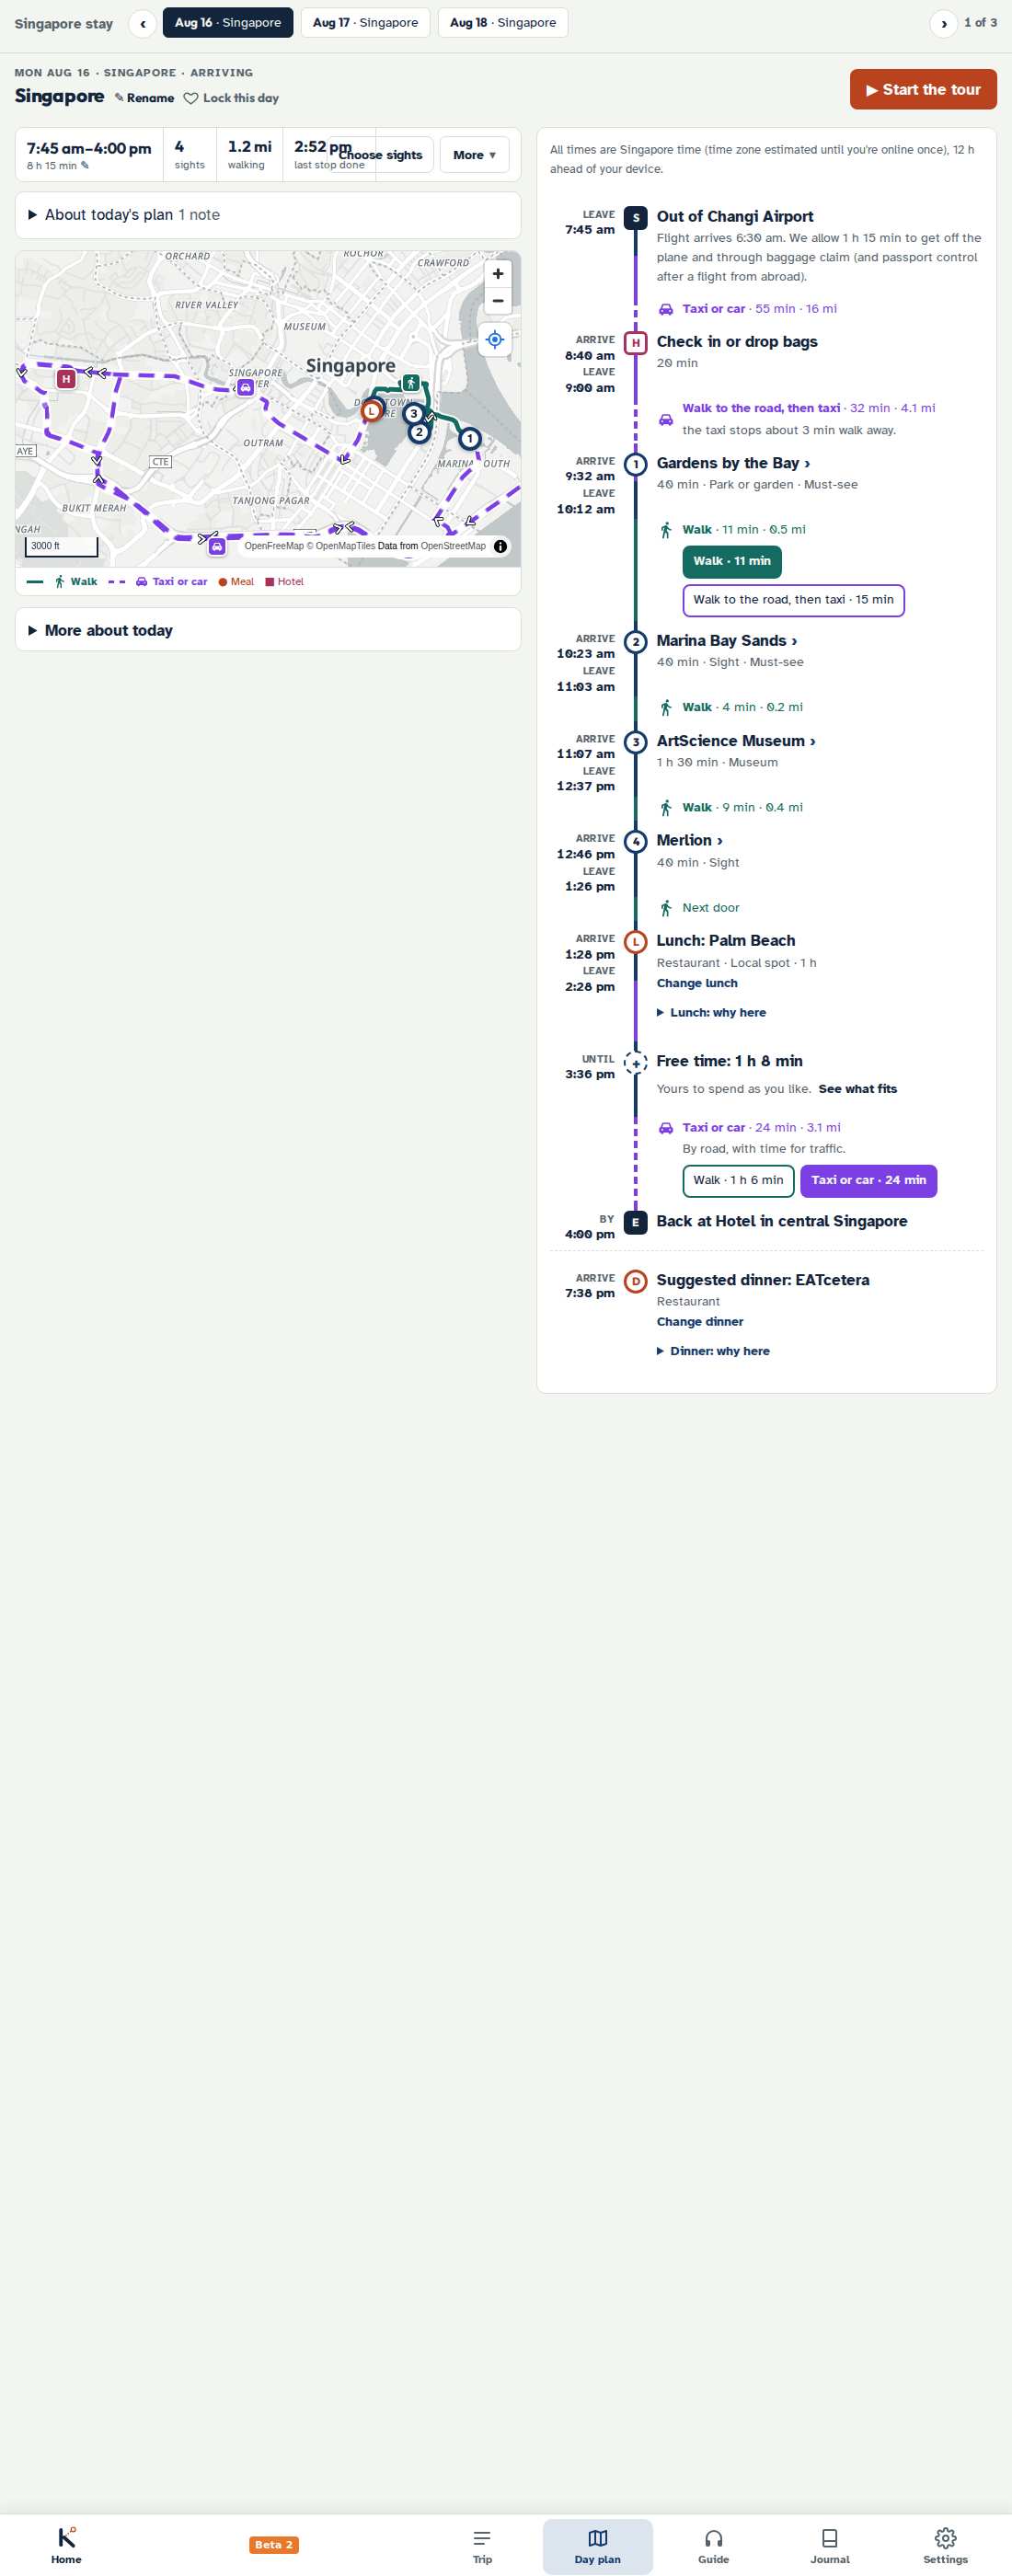 Singapore stay
‹
Aug 16 · Singapore
Aug 17 · Singapore
Aug 18 · Singapore
›
1 of 3
MON AUG 16 · SINGAPORE · ARRIVING
Singapore
✎ Rename
Lock this day
▶ Start the tour
7:45 am–4:00 pm
8 h 15 min ✎
4
sights
1.2 mi
walking
2:52 pm
last stop done
Choose sights
More ▼
▶ About today's plan 1 note
ORCHARD
ROCHOR
CRAWFORD
RIVER VALLEY
MUSEUM
Singapore
SINGAPORE
H
L
3
2
1
OUTRAM
AYE
CTE
MARINA
OUTH
TANJONG PAGAR
BUKIT MERAH
NGAH
+
−
3000 ft
OpenFreeMap © OpenMapTiles Data from OpenStreetMap
Walk
Taxi or car
Meal
Hotel
▶ More about today
All times are Singapore time (time zone estimated until you're online once), 12 h
ahead of your device.
LEAVE
7:45 am
S
Out of Changi Airport
Flight arrives 6:30 am. We allow 1 h 15 min to get off the
plane and through baggage claim (and passport control
after a flight from abroad).
Taxi or car · 55 min · 16 mi
ARRIVE
8:40 am
LEAVE
9:00 am
H
Check in or drop bags
20 min
Walk to the road, then taxi · 32 min · 4.1 mi
the taxi stops about 3 min walk away.
ARRIVE
9:32 am
LEAVE
10:12 am
1
Gardens by the Bay ›
40 min · Park or garden · Must-see
Walk · 11 min · 0.5 mi
Walk · 11 min
Walk to the road, then taxi · 15 min
ARRIVE
10:23 am
LEAVE
11:03 am
2
Marina Bay Sands ›
40 min · Sight · Must-see
Walk · 4 min · 0.2 mi
ARRIVE
11:07 am
LEAVE
12:37 pm
3
ArtScience Museum ›
1 h 30 min · Museum
Walk · 9 min · 0.4 mi
ARRIVE
12:46 pm
LEAVE
1:26 pm
4
Merlion ›
40 min · Sight
Next door
ARRIVE
1:28 pm
LEAVE
2:28 pm
L
Lunch: Palm Beach
Restaurant · Local spot · 1 h
Change lunch
▶ Lunch: why here
UNTIL
3:36 pm
+
Free time: 1 h 8 min
Yours to spend as you like. See what fits
Taxi or car · 24 min · 3.1 mi
By road, with time for traffic.
Walk · 1 h 6 min
Taxi or car · 24 min
BY
4:00 pm
E
Back at Hotel in central Singapore
ARRIVE
7:38 pm
D
Suggested dinner: EATcetera
Restaurant
Change dinner
▶ Dinner: why here
Home
Beta 2
Trip
Day plan
Guide
Journal
Settings